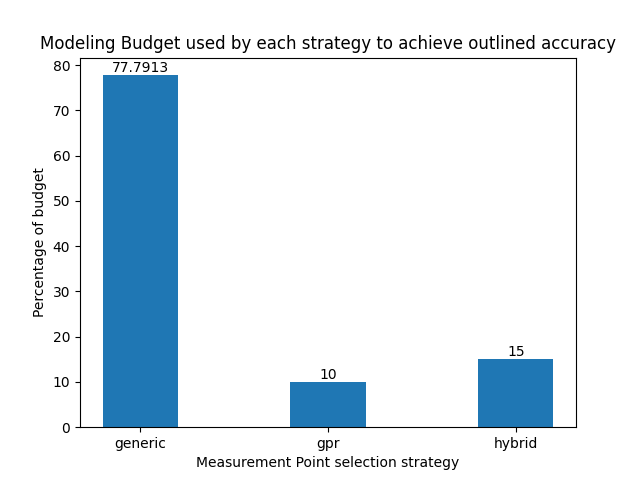 Modeling Budget used by each strategy to achieve outlined accuracy
Percentage of budget
80
70
60
50
40
30
20
10
0
77.7913
10
15
generic
gpr
hybrid
Measurement Point selection strategy